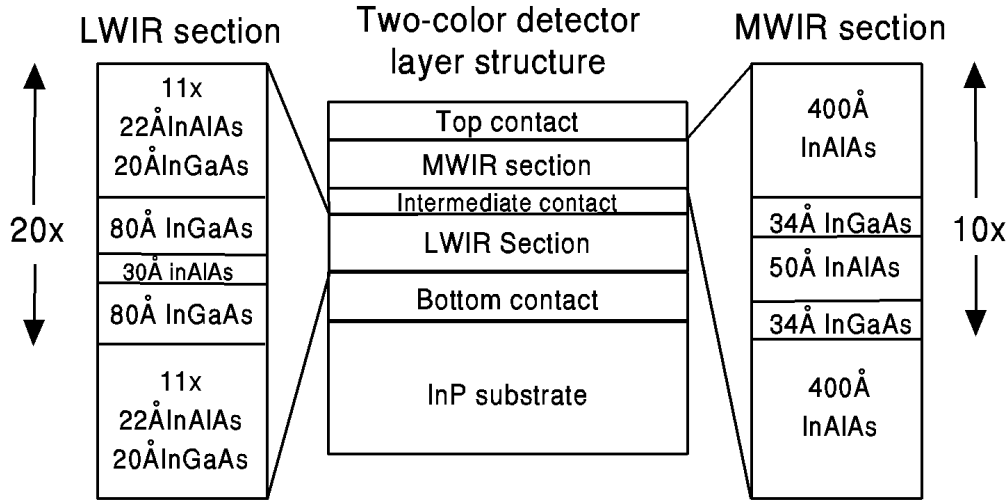 LWIR section
11x
22ÅInAlAs
20ÅInGaAs
80Å InGaAs
30Å inAlAs
80Å InGaAs
11x
22ÅInAlAs
20ÅInGaAs
20x
Two-color detector
layer structure
Top contact
MWIR section
Intermediate contact
LWIR Section
Bottom contact
InP substrate
MWIR section
400Å
InAlAs
34Å InGaAs
50Å InAlAs
34Å InGaAs
400Å
InAlAs
10x